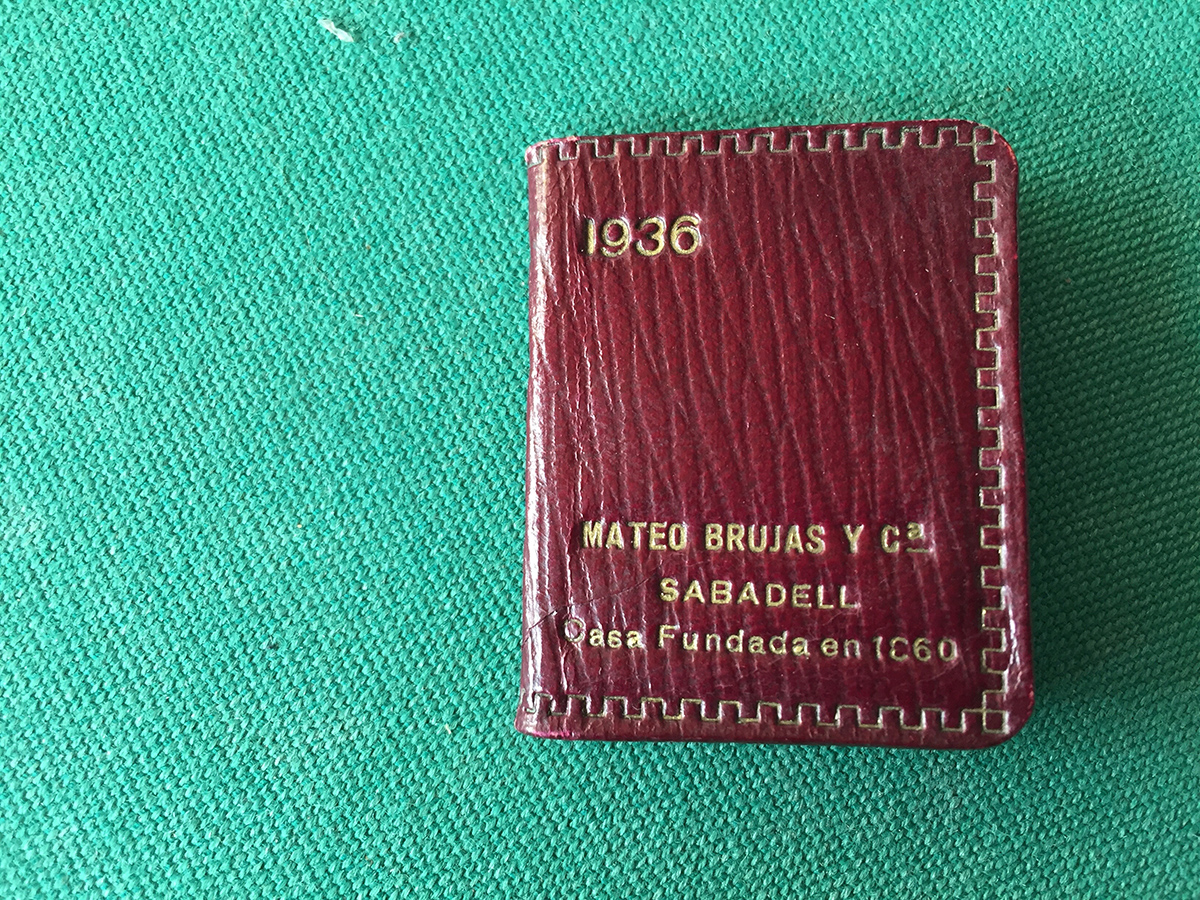 1936
MATEO BRUJAS Y Cª
SABADELL
Casa Fundada en 1860